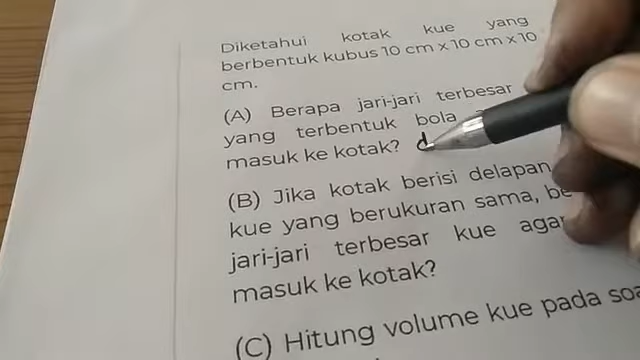 Diketahui kotak kue yang
berbentuk kubus 10 cm x 10 cm x 10
cm.
(A) Berapa jari-jari terbesar
yang terbentuk bola
masuk ke kotak? d
(B) Jika kotak berisi delapan
kue yang berukuran sama,
jari-jari terbesar kue
masuk ke kotak?
(C) Hitung volume kue pada